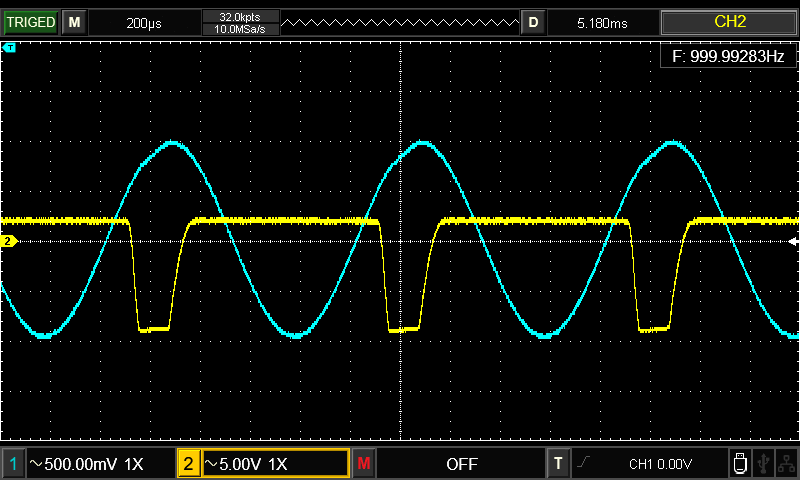 TRIGED M 200µs 32.0kpts D 5.180ms CH2
10.0MSa/s
T
F: 999.99283Hz
2
1 ~500.00mV 1X 2 ~5.00V 1X M OFF T CH1 0.00V